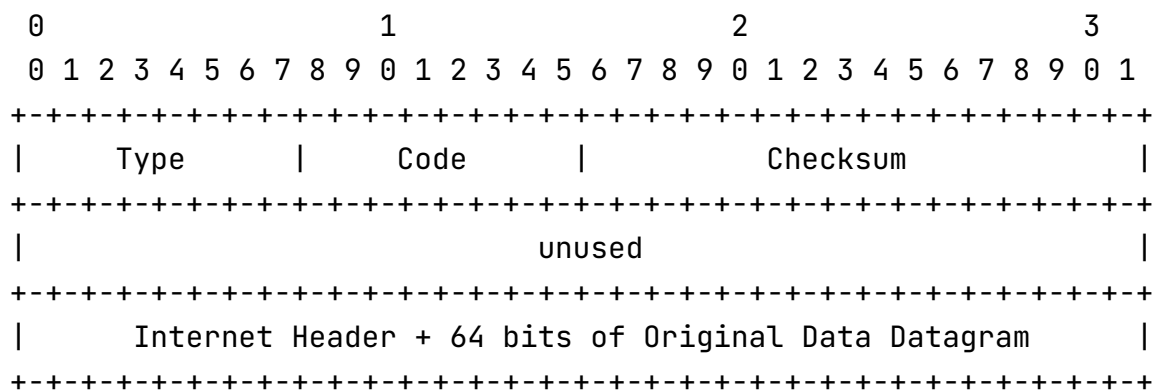 0                   1                   2                   3
 0 1 2 3 4 5 6 7 8 9 0 1 2 3 4 5 6 7 8 9 0 1 2 3 4 5 6 7 8 9 0 1
+-+-+-+-+-+-+-+-+-+-+-+-+-+-+-+-+-+-+-+-+-+-+-+-+-+-+-+-+-+-+-+-+
|     Type      |     Code      |          Checksum             |
+-+-+-+-+-+-+-+-+-+-+-+-+-+-+-+-+-+-+-+-+-+-+-+-+-+-+-+-+-+-+-+-+
|                             unused                            |
+-+-+-+-+-+-+-+-+-+-+-+-+-+-+-+-+-+-+-+-+-+-+-+-+-+-+-+-+-+-+-+-+
|      Internet Header + 64 bits of Original Data Datagram      |
+-+-+-+-+-+-+-+-+-+-+-+-+-+-+-+-+-+-+-+-+-+-+-+-+-+-+-+-+-+-+-+-+